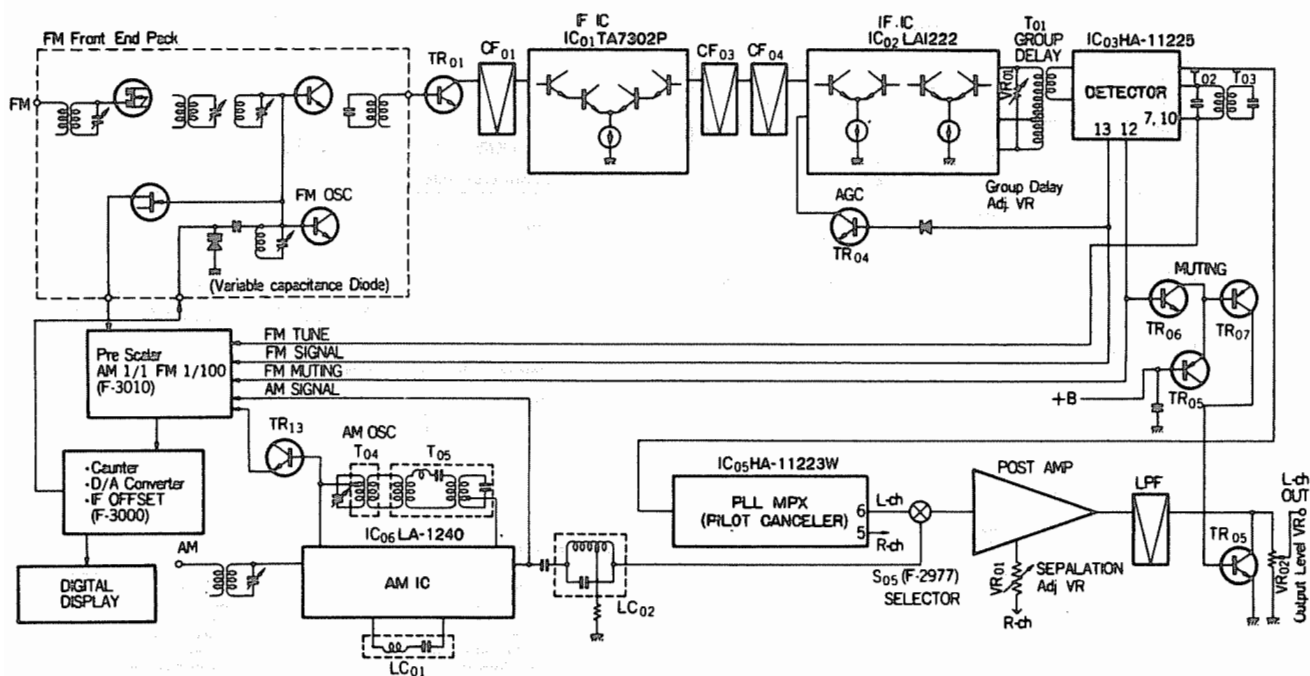 FM Front End Pack
FM
FM OSC
(Variable capacitance Diode)
TR01
CF01
IF IC
IC01 TA7302P
CF03
CF04
IF. IC
IC02 LA1222
VR01
T01
GROUP
DELAY
Group Delay
Adj. VR
IC03HA-11225
DETECTOR
7, 10
13
12
T02
T03
AGC
TR04
MUTING
TR06
TR07
TR05
+B
FM TUNE
FM SIGNAL
FM MUTING
AM SIGNAL
Pre Scaler
AM 1/1 FM 1/100
(F-3010)
• Counter
• D/A Converter
• IF OFFSET
(F-3000)
DIGITAL
DISPLAY
TR13
AM OSC
T04
T05
AM
IC06 LA-1240
AM IC
LC01
LC02
IC05HA-11223W
PLL MPX
(PILOT CANCELER)
6
5
L-ch
R-ch
S05 (F-2977)
SELECTOR
POST AMP
VR01
SEPALATION
Adj VR
R-ch
LPF
TR05
L-ch
OUT
VR02
Output Level VR